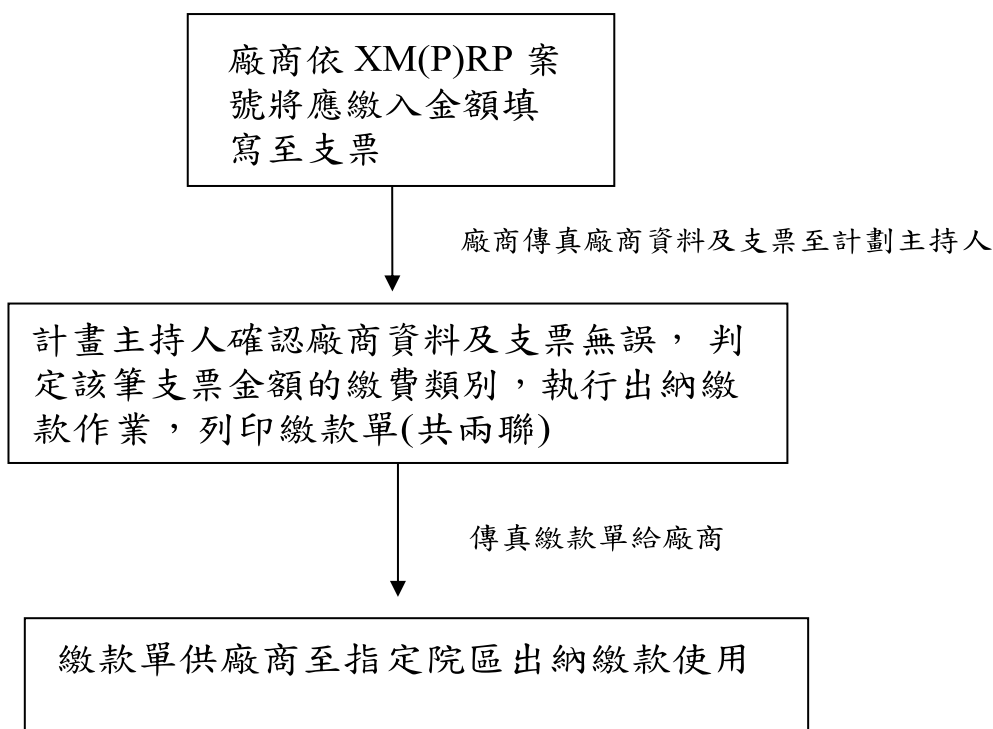 廠商依 XM(P)RP 案
號將應繳入金額填
寫至支票
廠商傳真廠商資料及支票至計劃主持人
計畫主持人確認廠商資料及支票無誤， 判
定該筆支票金額的繳費類別，執行出納繳
款作業，列印繳款單(共兩聯)
傳真繳款單給廠商
繳款單供廠商至指定院區出納繳款使用